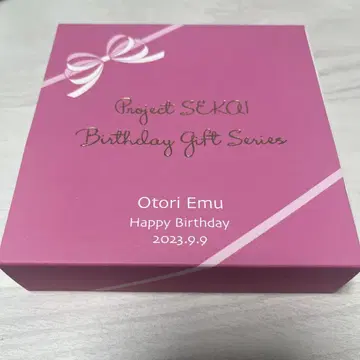 Project SEKAI
Birthday Gift Series
Otori Emu
Happy Birthday
2023.9.9